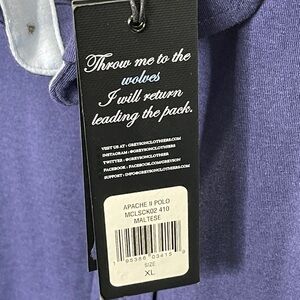 Throw me to the
wolves
I will return
leading the pack.
VISIT US AT : GREYSONCLOTHIERS.COM
INSTAGRAM : @GREYSONCLOTHIERS
TWITTER : @GREYSONCLOTHIERS
FACEBOOK : FACEBOOK.COM/GREYSON
SUPPORT : INFO@GREYSONCLOTHIERS.COM
APACHE II POLO
MCLSCK02 410
MALTESE
SIZE
XL